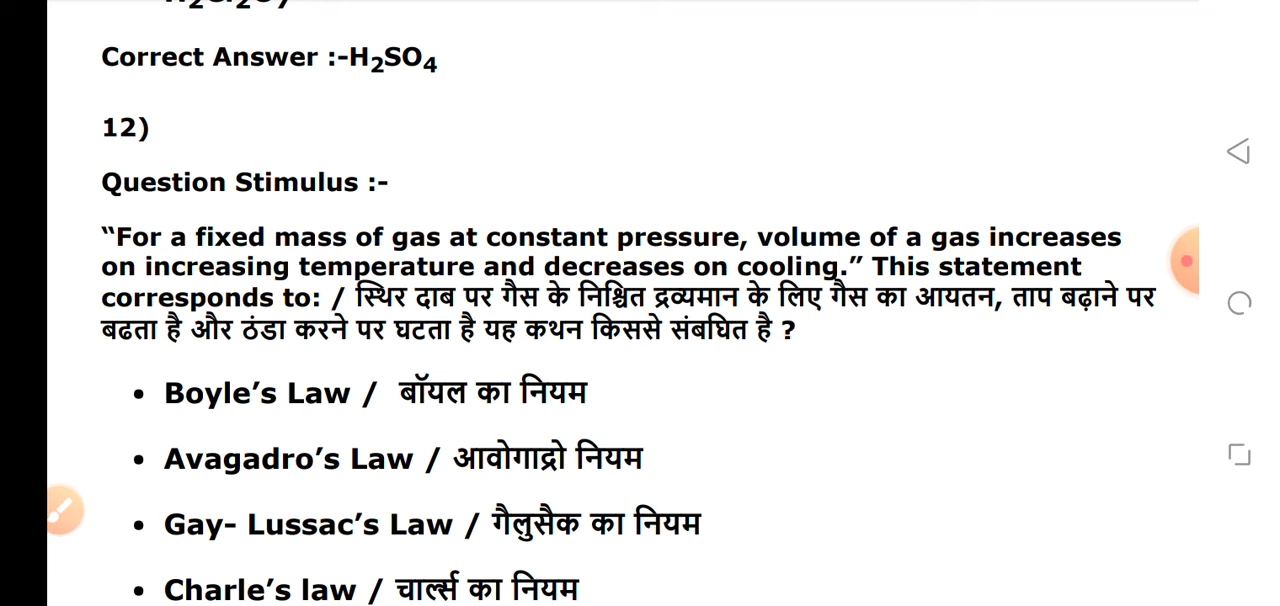 Correct Answer :-H₂SO₄
12)
Question Stimulus :-
“For a fixed mass of gas at constant pressure, volume of a gas increases
on increasing temperature and decreases on cooling.” This statement
corresponds to: / स्थिर दाब पर गैस के निश्चित द्रव्यमान के लिए गैस का आयतन, ताप बढ़ाने पर
बढता है और ठंडा करने पर घटता है यह कथन किससे संबघित है ?
• Boyle’s Law / बॉयल का नियम
• Avagadro’s Law / आवोगाद्रो नियम
• Gay- Lussac’s Law / गैलुसैक का नियम
• Charle’s law / चार्ल्स का नियम